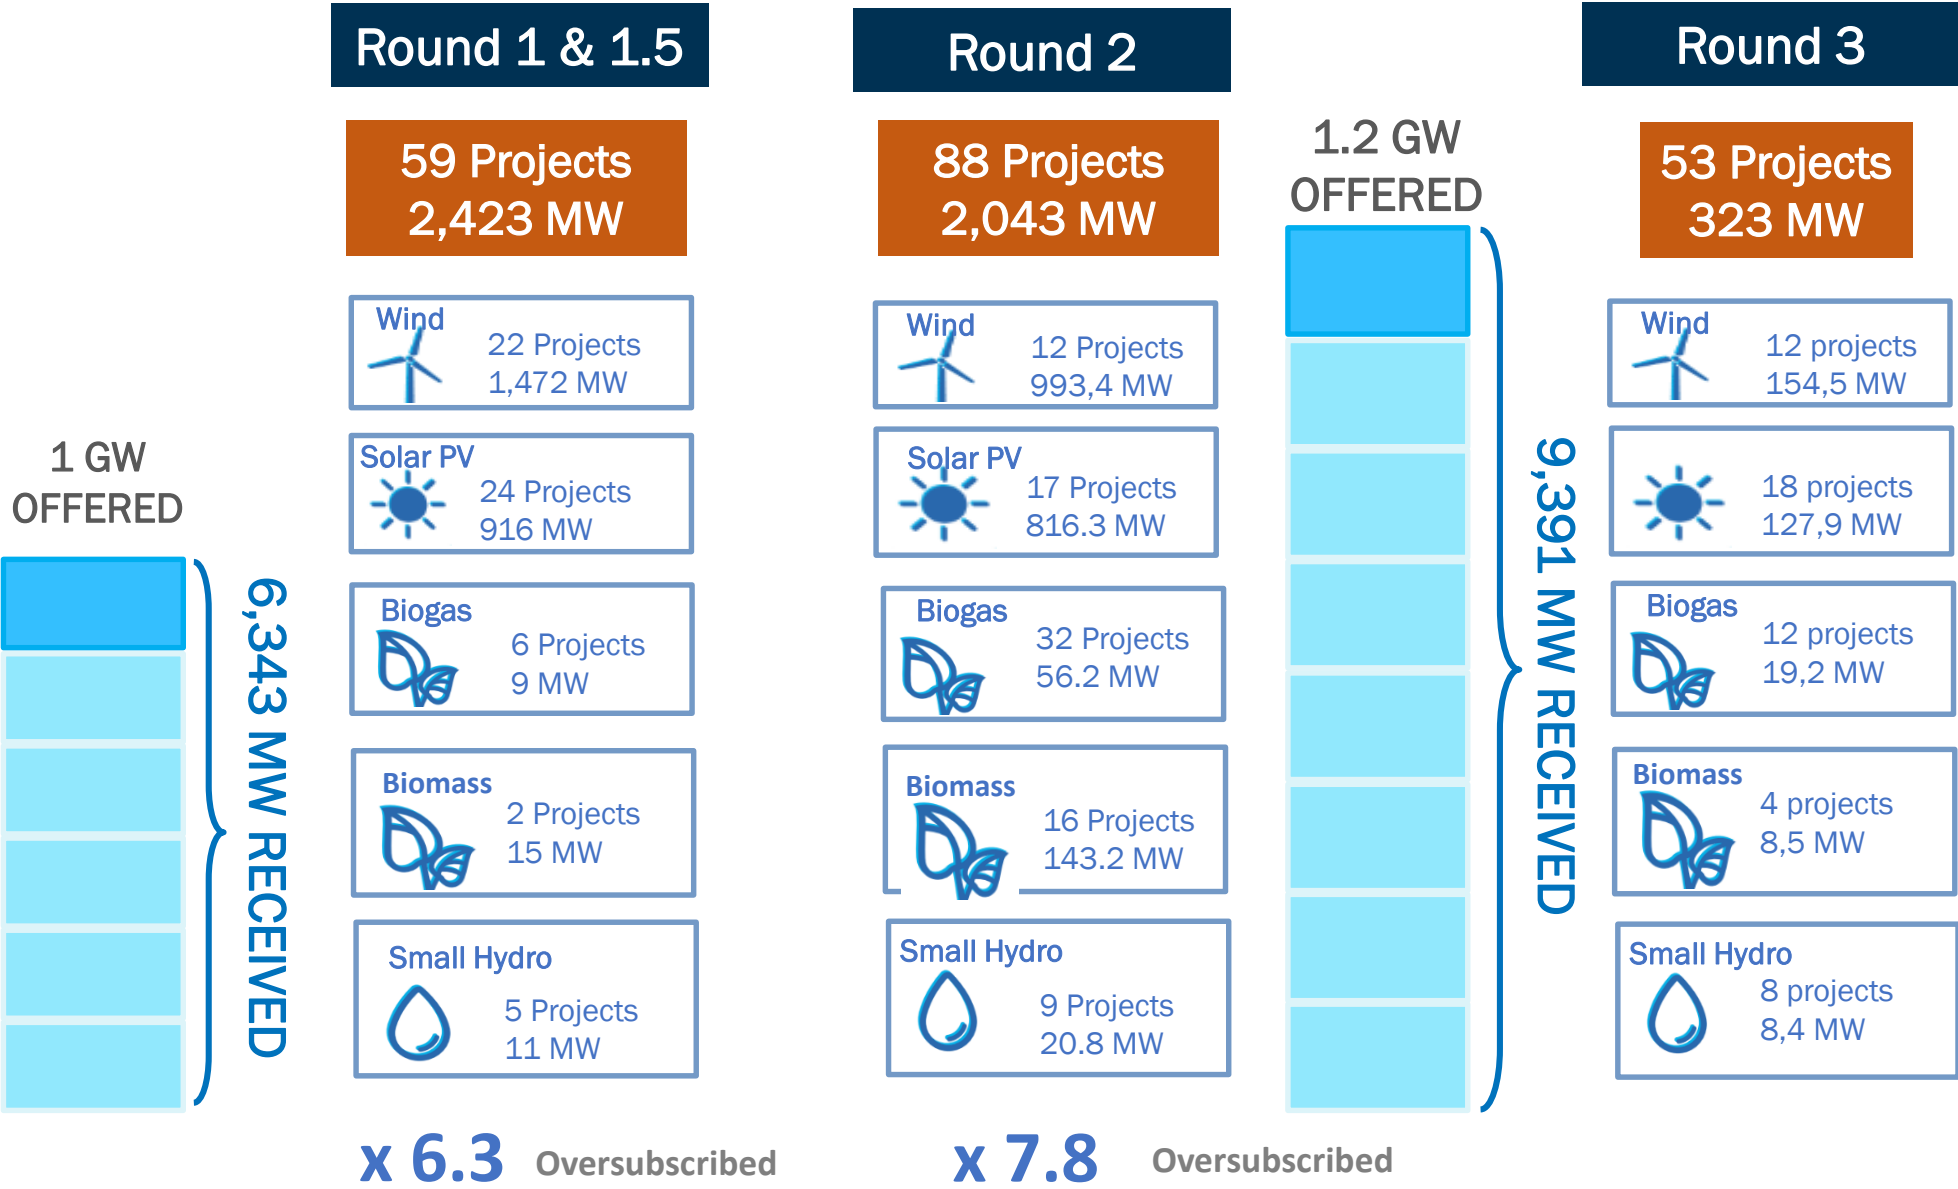 1 GW
OFFERED
6,343 MW RECEIVED
Round 1 & 1.5
59 Projects
2,423 MW
Wind
22 Projects
1,472 MW
Solar PV
24 Projects
916 MW
Biogas
6 Projects
9 MW
Biomass
2 Projects
15 MW
Small Hydro
5 Projects
11 MW
x 6.3 Oversubscribed
Round 2
88 Projects
2,043 MW
Wind
12 Projects
993,4 MW
Solar PV
17 Projects
816.3 MW
Biogas
32 Projects
56.2 MW
Biomass
16 Projects
143.2 MW
Small Hydro
9 Projects
20.8 MW
x 7.8 Oversubscribed
1.2 GW
OFFERED
9,391 MW RECEIVED
Round 3
53 Projects
323 MW
Wind
12 projects
154,5 MW
18 projects
127,9 MW
Biogas
12 projects
19,2 MW
Biomass
4 projects
8,5 MW
Small Hydro
8 projects
8,4 MW